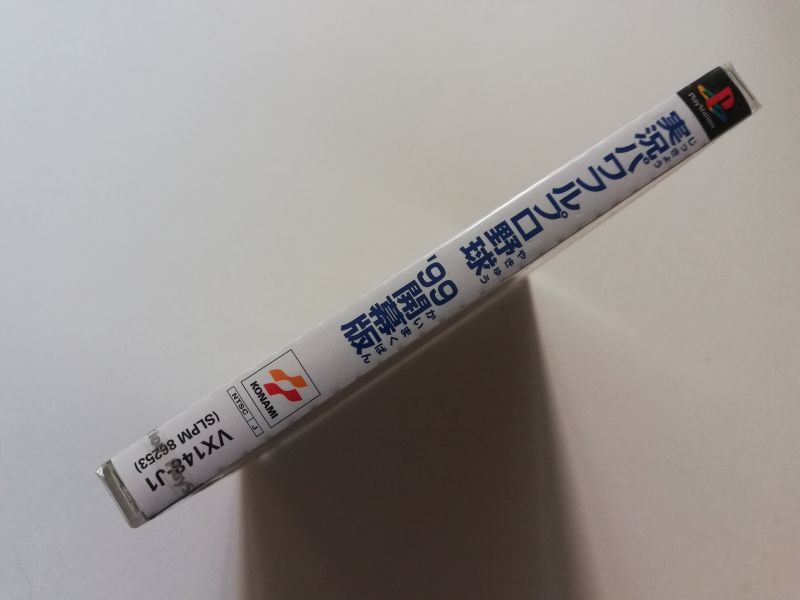 PlayStation
実況パワフルプロ野球 '99開幕版
じっきょう やきゅう かいまくばん
KONAMI
NTSC J
VX148-J1
(SLPM 86253)